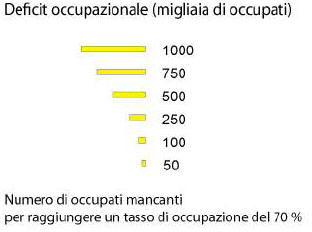 Deficit occupazionale (migliaia di occupati)
1000
750
500
250
100
50
Numero di occupati mancanti
per raggiungere un tasso di occupazione del 70 %